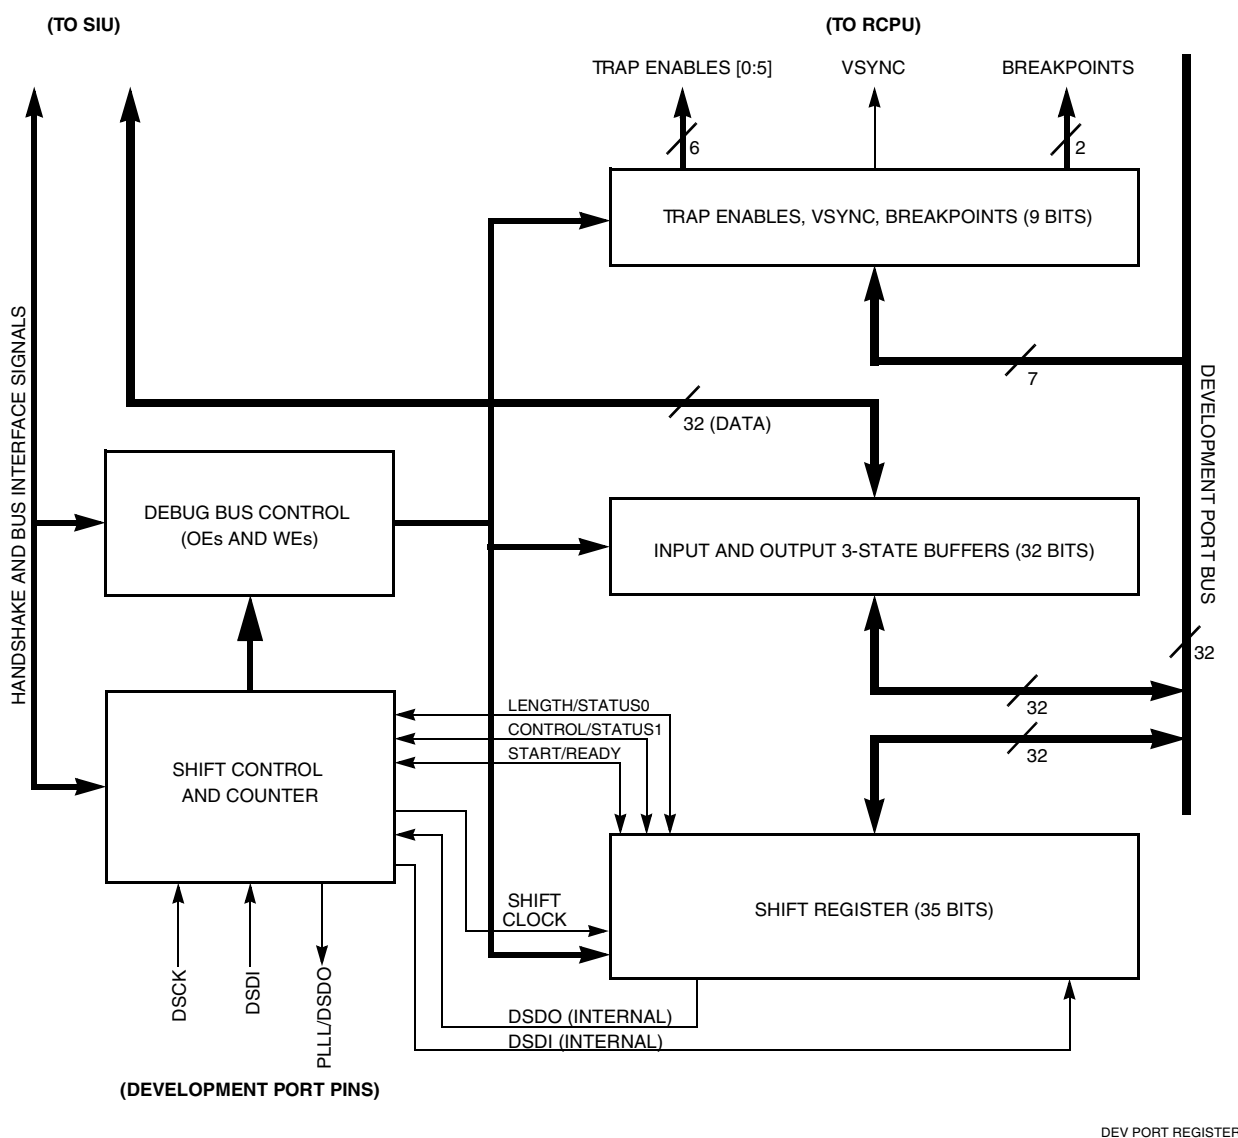 (TO SIU)
(TO RCPU)
TRAP ENABLES [0:5]
VSYNC
BREAKPOINTS
6
2
TRAP ENABLES, VSYNC, BREAKPOINTS (9 BITS)
HANDSHAKE AND BUS INTERFACE SIGNALS
7
DEVELOPMENT PORT BUS
32 (DATA)
DEBUG BUS CONTROL
(OEs AND WEs)
INPUT AND OUTPUT 3-STATE BUFFERS (32 BITS)
32
32
LENGTH/STATUS0
CONTROL/STATUS1
START/READY
32
SHIFT CONTROL
AND COUNTER
SHIFT
CLOCK
SHIFT REGISTER (35 BITS)
DSCK
DSDI
PLLL/DSDO
DSDO (INTERNAL)
DSDI (INTERNAL)
(DEVELOPMENT PORT PINS)
DEV PORT REGISTER